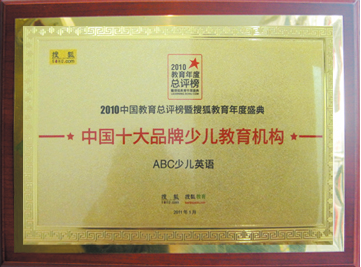 搜狐
2010
教育年度
总评榜
2010中国教育总评榜暨搜狐教育年度盛典
中国十大品牌少儿教育机构
ABC少儿英语
搜狐 搜狐教育
2011年1月